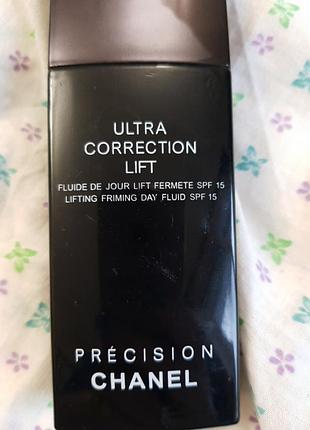 ULTRA
CORRECTION
LIFT
FLUIDE DE JOUR LIFT FERMETE SPF 15
LIFTING FRIMING DAY FLUID SPF 15
PRÉCISION
CHANEL